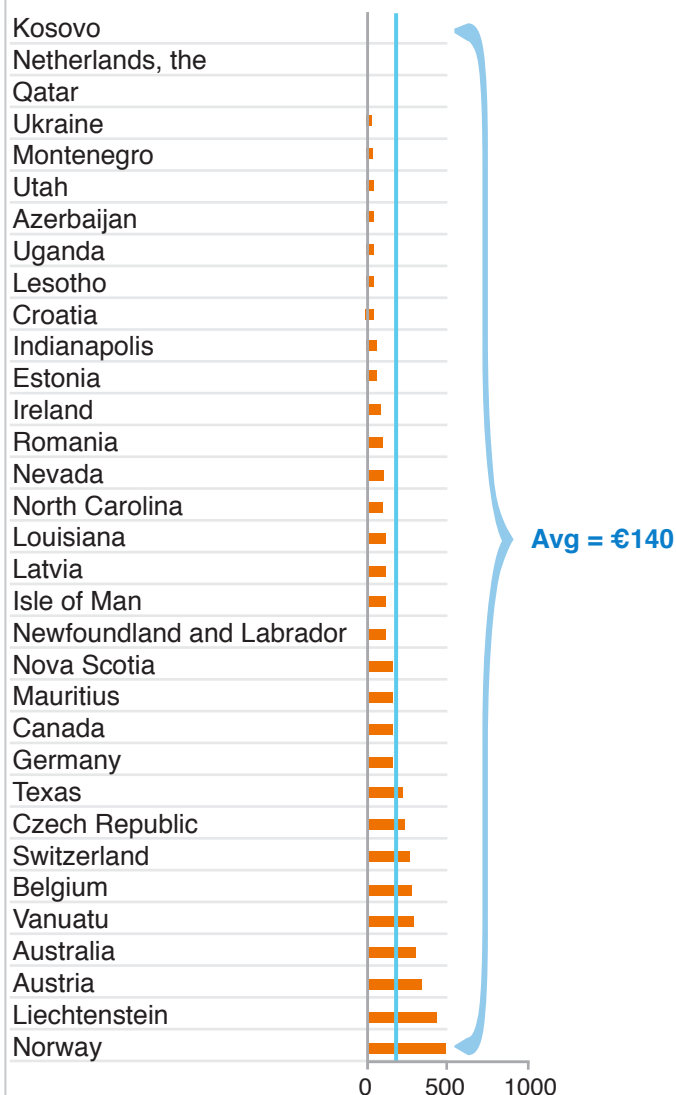 Kosovo
Netherlands, the
Qatar
Ukraine
Montenegro
Utah
Azerbaijan
Uganda
Lesotho
Croatia
Indianapolis
Estonia
Ireland
Romania
Nevada
North Carolina
Louisiana
Latvia
Isle of Man
Newfoundland and Labrador
Nova Scotia
Mauritius
Canada
Germany
Texas
Czech Republic
Switzerland
Belgium
Vanuatu
Australia
Austria
Liechtenstein
Norway
Avg = €140
0 500 1000